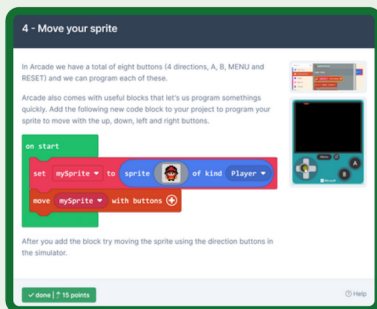 4 - Move your sprite
In Arcade we have a total of eight buttons (4 directions, A, B, MENU and
RESET) and we can program each of these.
Arcade also comes with useful blocks that let's us program somethings
quickly. Add the following new code block to your project to program your
sprite to move with the up, down, left and right buttons.
on start
set mySprite to sprite of kind Player
move mySprite with buttons
After you add the block try moving the sprite using the direction buttons in
the simulator.
A
B
done | 15 points
Help